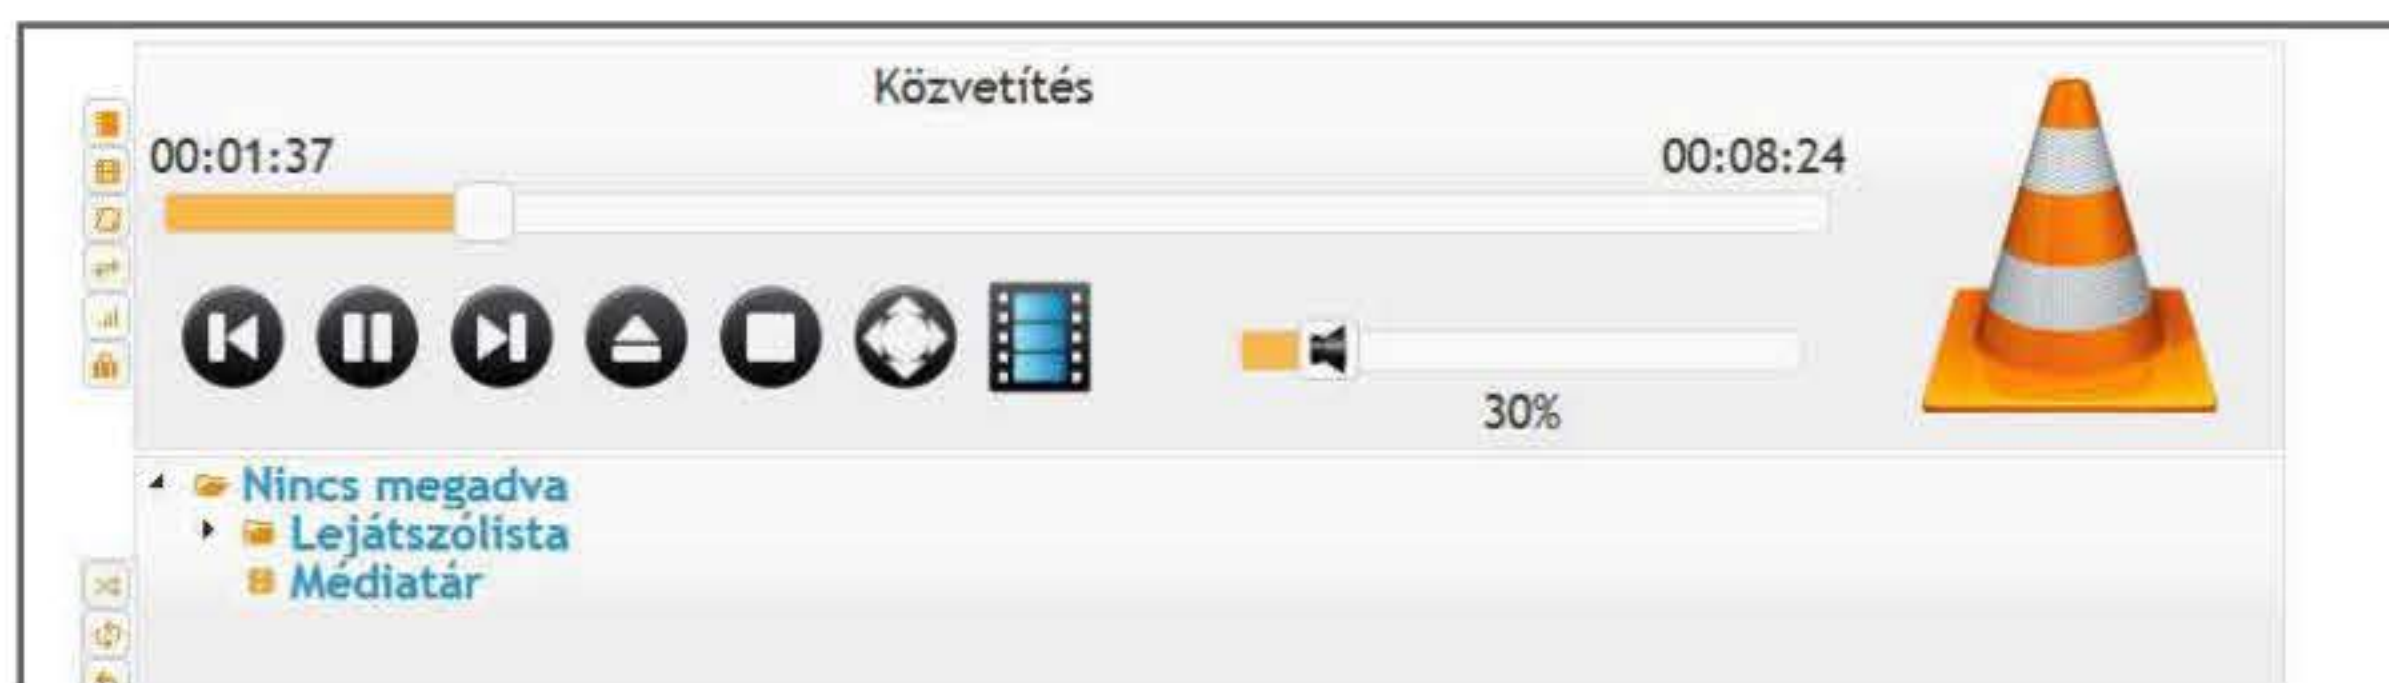 Közvetítés
00:01:37 00:08:24
30%
Nincs megadva
Lejátszólista
Médiatár